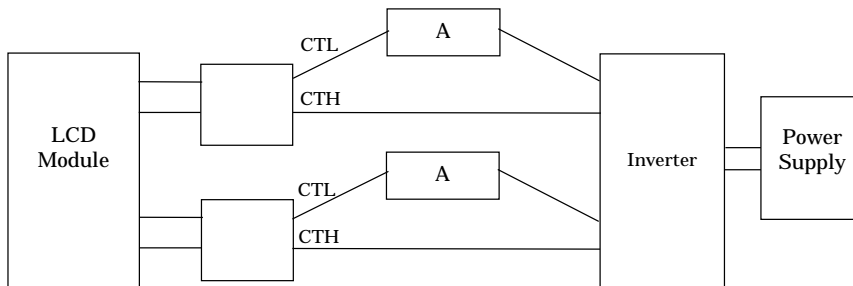 CTL
A
CTH
LCD
Module
Inverter
Power
Supply
CTL
A
CTH